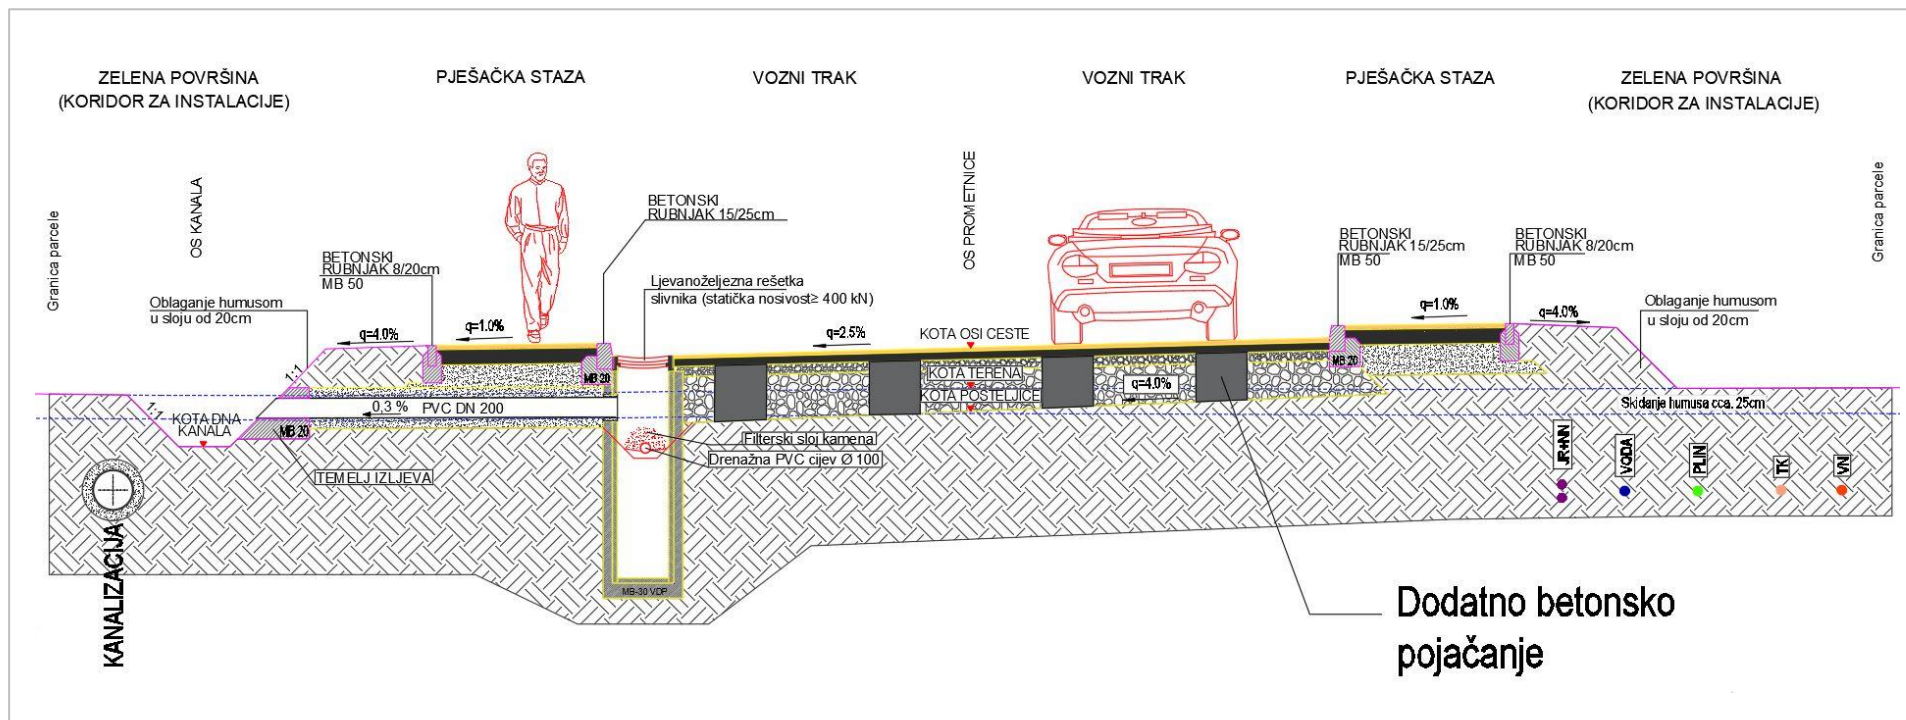 ZELENA POVRŠINA
(KORIDOR ZA INSTALACIJE)
PJEŠAČKA STAZA
VOZNI TRAK
VOZNI TRAK
PJEŠAČKA STAZA
ZELENA POVRŠINA
(KORIDOR ZA INSTALACIJE)
Granica parcele
OS KANALA
BETONSKI
RUBNJAK 15/25cm
OS PROMETNICE
Granica parcele
BETONSKI
RUBNJAK 8/20cm
MB 50
BETONSKI
RUBNJAK 15/25cm
MB 50
BETONSKI
RUBNJAK 8/20cm
MB 50
Ljevanoželjezna rešetka
slivnika (statička nosivost≥ 400 kN)
Oblaganje humusom
u sloju od 20cm
Oblaganje humusom
u sloju od 20cm
q=4.0%
q=1.0%
q=2.5%
KOTA OSI CESTE
q=1.0%
q=4.0%
1:1
MB 20
KOTA TERENA
q=4.0%
MB 20
KOTA POSTELJICE
1:1
0,3 %
PVC DN 200
Skidanje humusa cca. 25cm
KOTA DNA
KANALA
MB 20
Filterski sloj kamena
Drenažna PVC cijev Ø 100
TEMELJ IZLJEVA
JR+NN
VODA
PLIN
TK
VN
KANALIZACIJA
MB-30 VDP
Dodatno betonsko
pojačanje